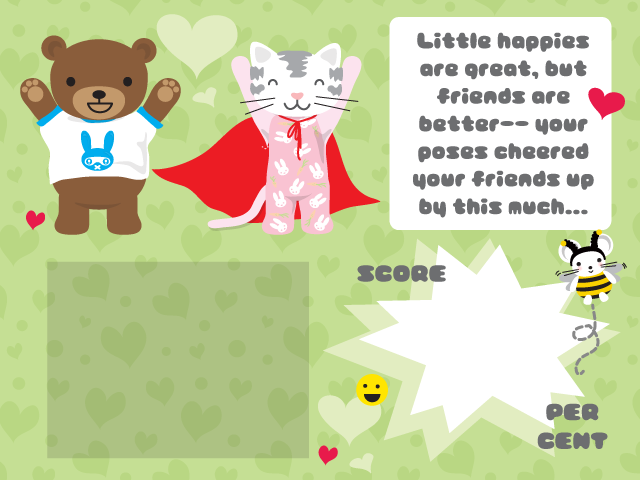 Little happies
are great, but
friends are
better-- your
poses cheered
your friends up
by this much...
SCORE
PER
CENT